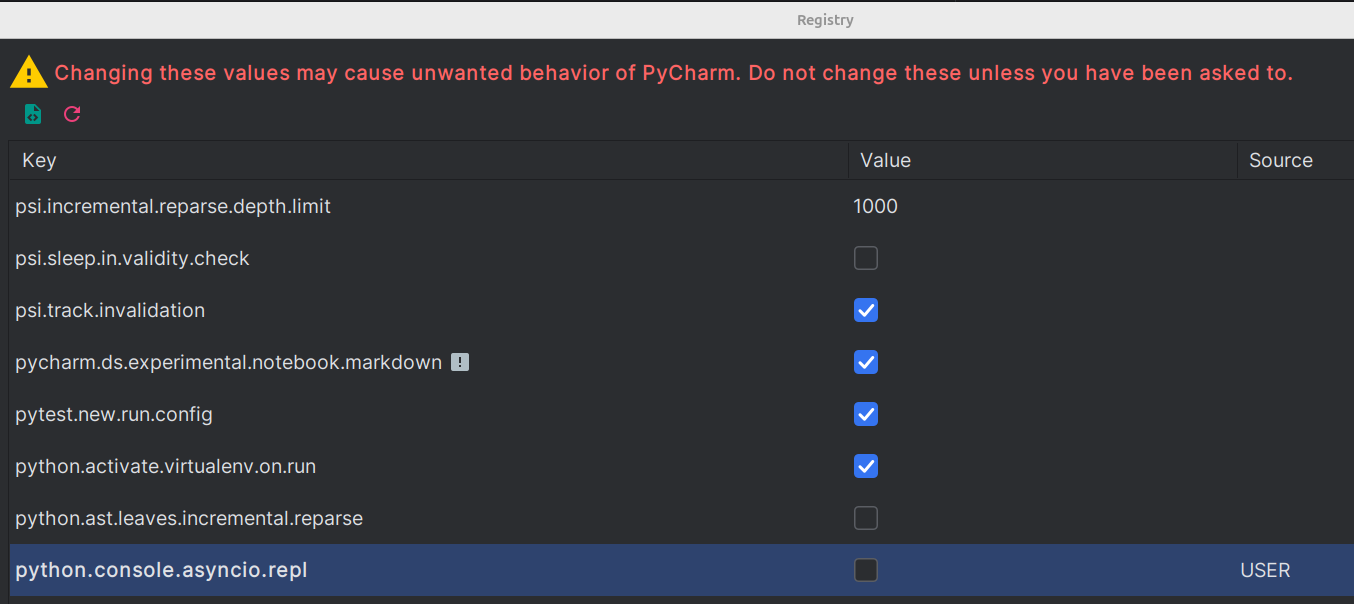 Registry
Changing these values may cause unwanted behavior of PyCharm. Do not change these unless you have been asked to.
Key Value Source
psi.incremental.reparse.depth.limit 1000
psi.sleep.in.validity.check
psi.track.invalidation
pycharm.ds.experimental.notebook.markdown
pytest.new.run.config
python.activate.virtualenv.on.run
python.ast.leaves.incremental.reparse
python.console.asyncio.repl USER